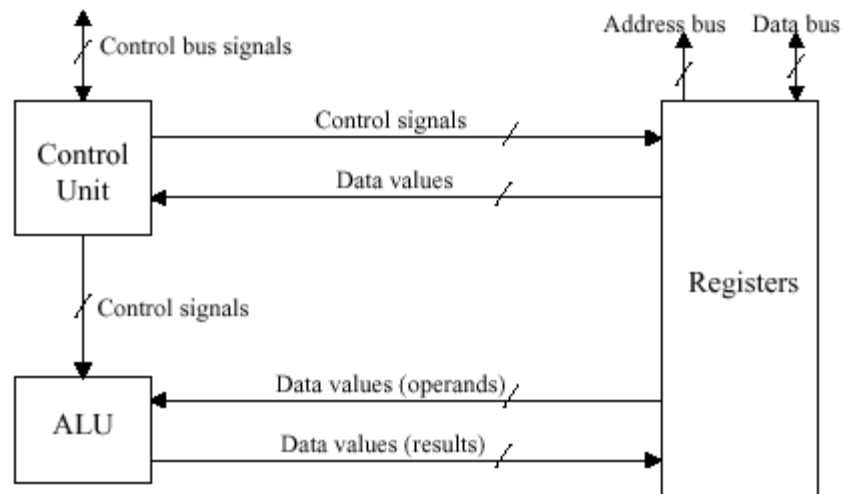 Address bus
Data bus
Control bus signals
Control
Unit
Control signals
Data values
Registers
Control signals
ALU
Data values (operands)
Data values (results)